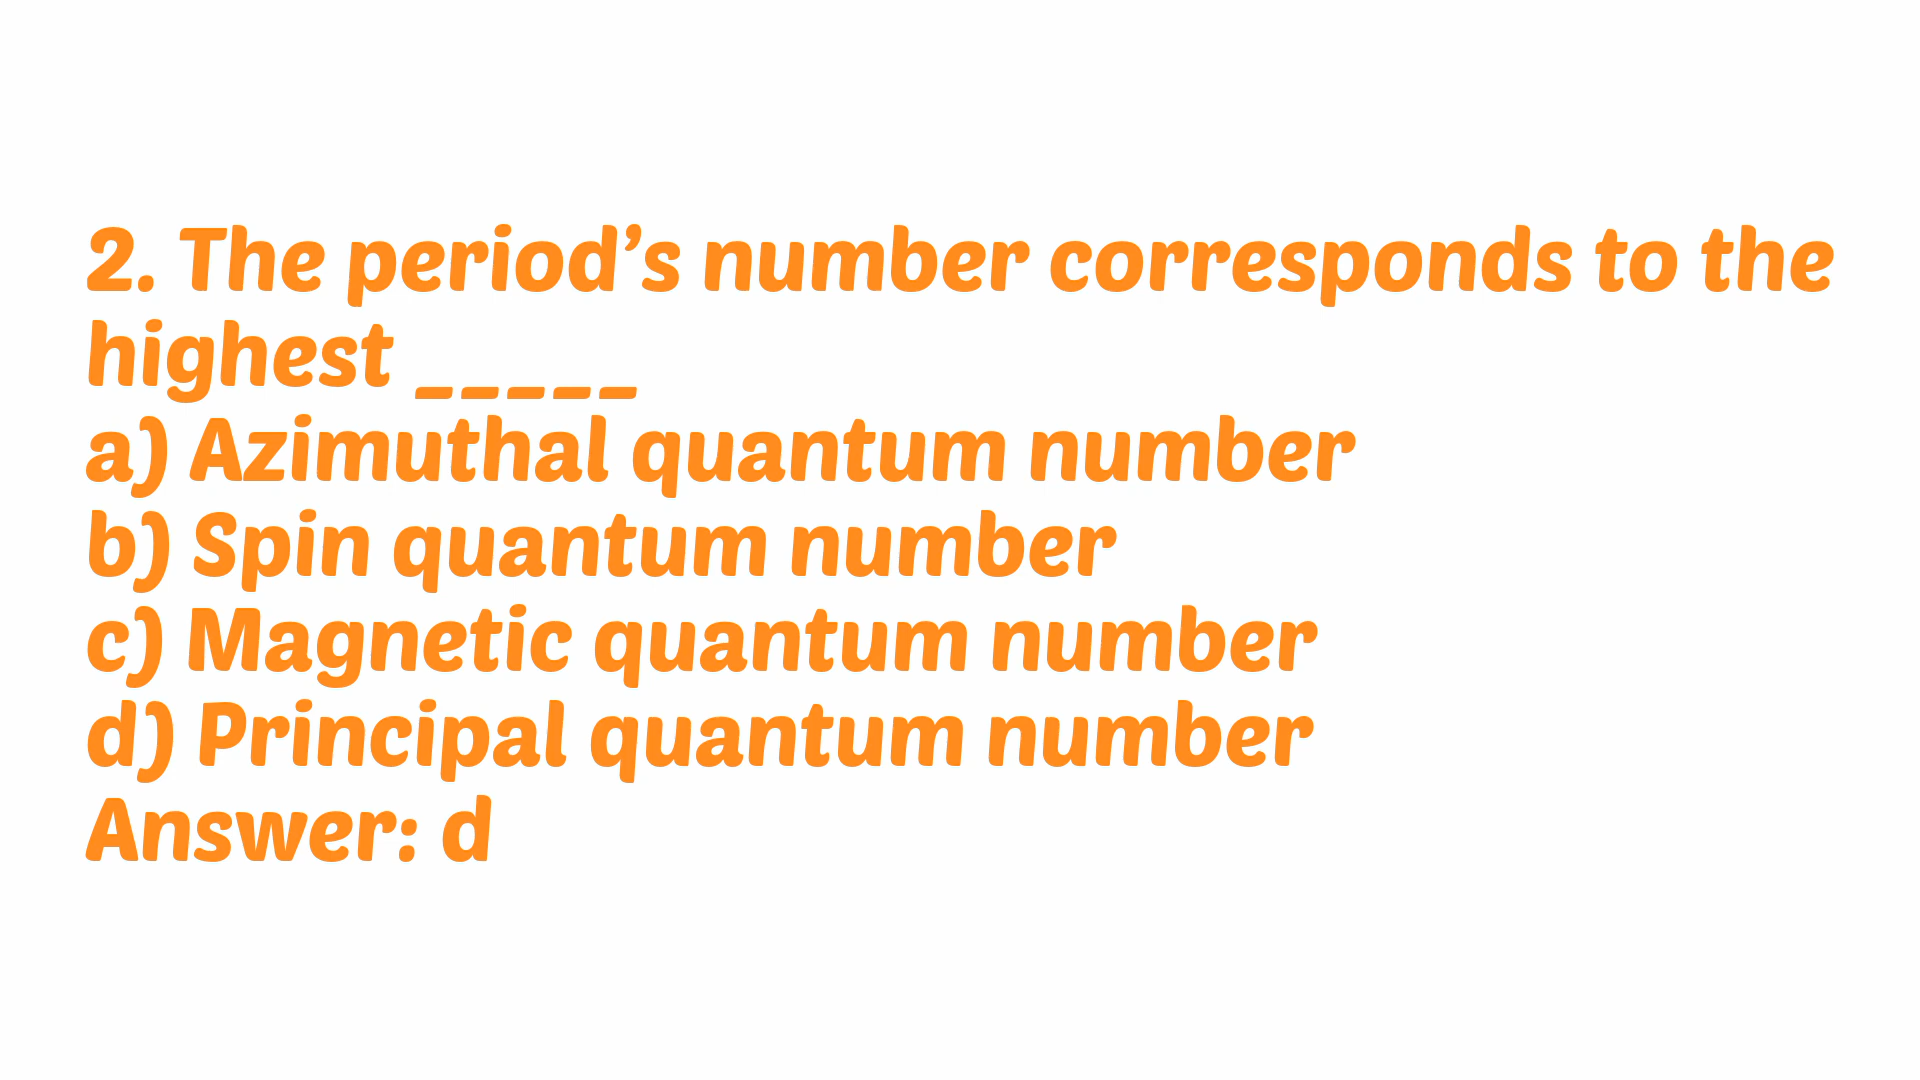 2. The period’s number corresponds to the
highest _____
a) Azimuthal quantum number
b) Spin quantum number
c) Magnetic quantum number
d) Principal quantum number
Answer: d